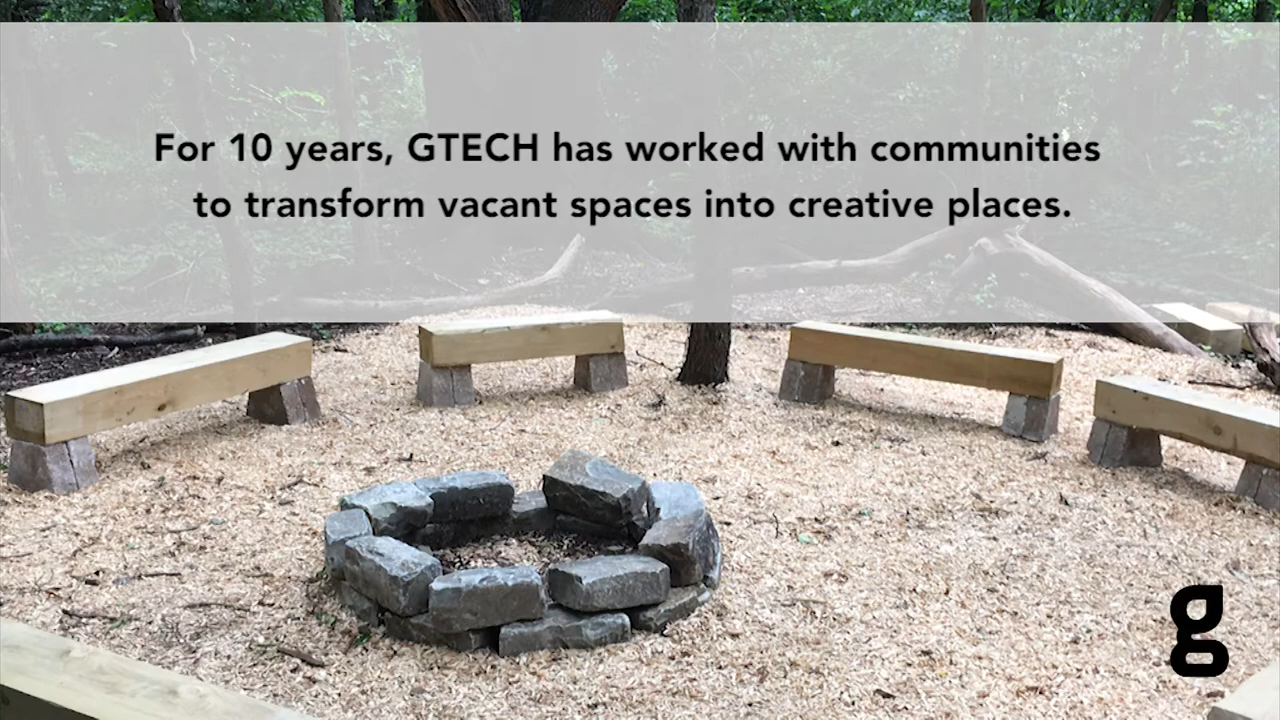 For 10 years, GTECH has worked with communities
to transform vacant spaces into creative places.
g